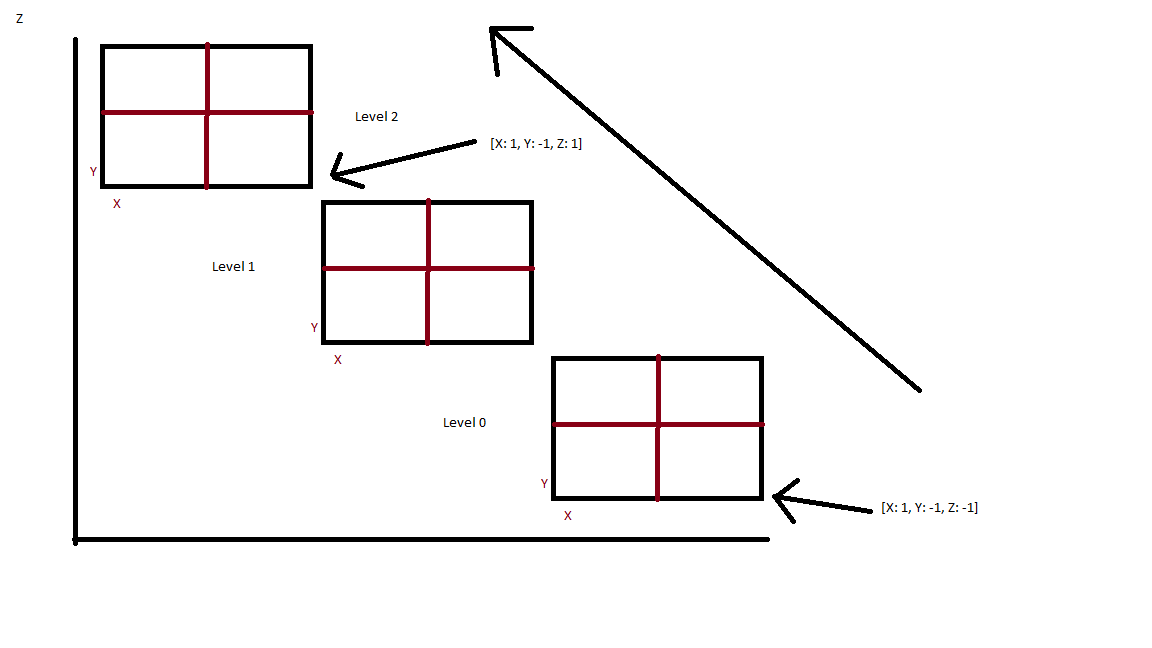 Z
Level 2
[X: 1, Y: -1, Z: 1]
Y
X
Level 1
Y
X
Level 0
Y
[X: 1, Y: -1, Z: -1]
X